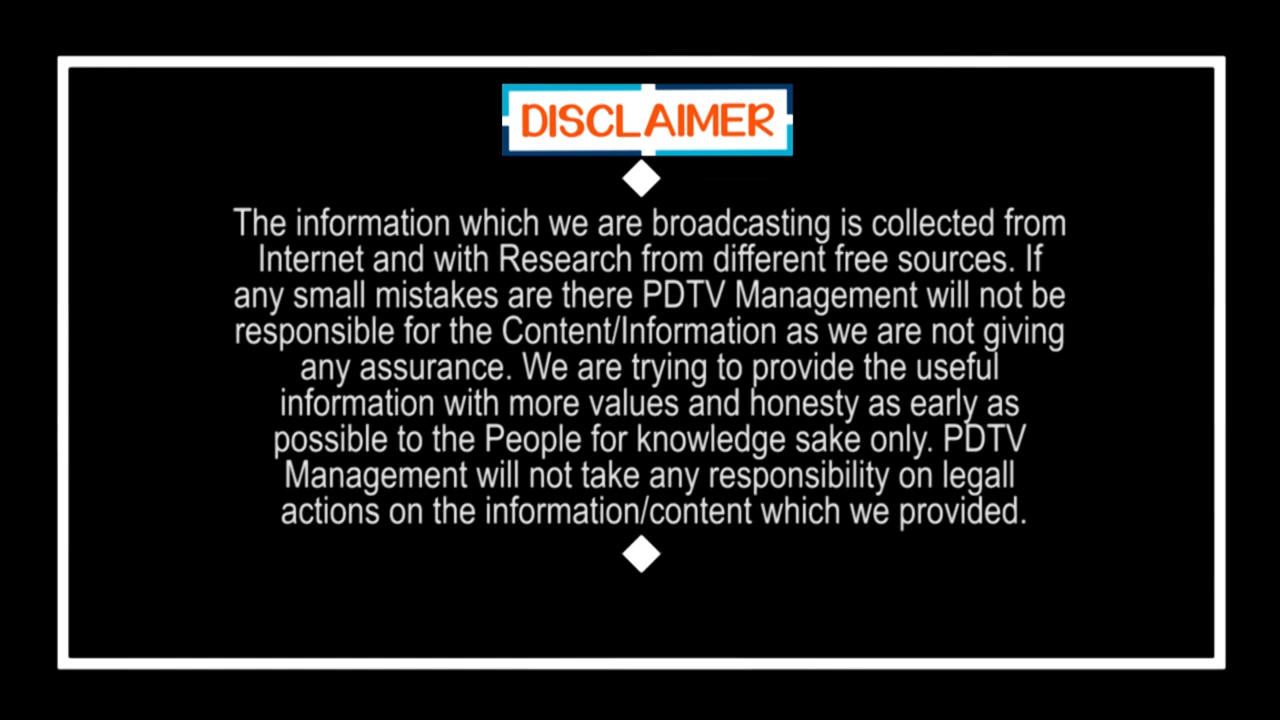 DISCLAIMER
The information which we are broadcasting is collected from
Internet and with Research from different free sources. If
any small mistakes are there PDTV Management will not be
responsible for the Content/Information as we are not giving
any assurance. We are trying to provide the useful
information with more values and honesty as early as
possible to the People for knowledge sake only. PDTV
Management will not take any responsibility on legall
actions on the information/content which we provided.